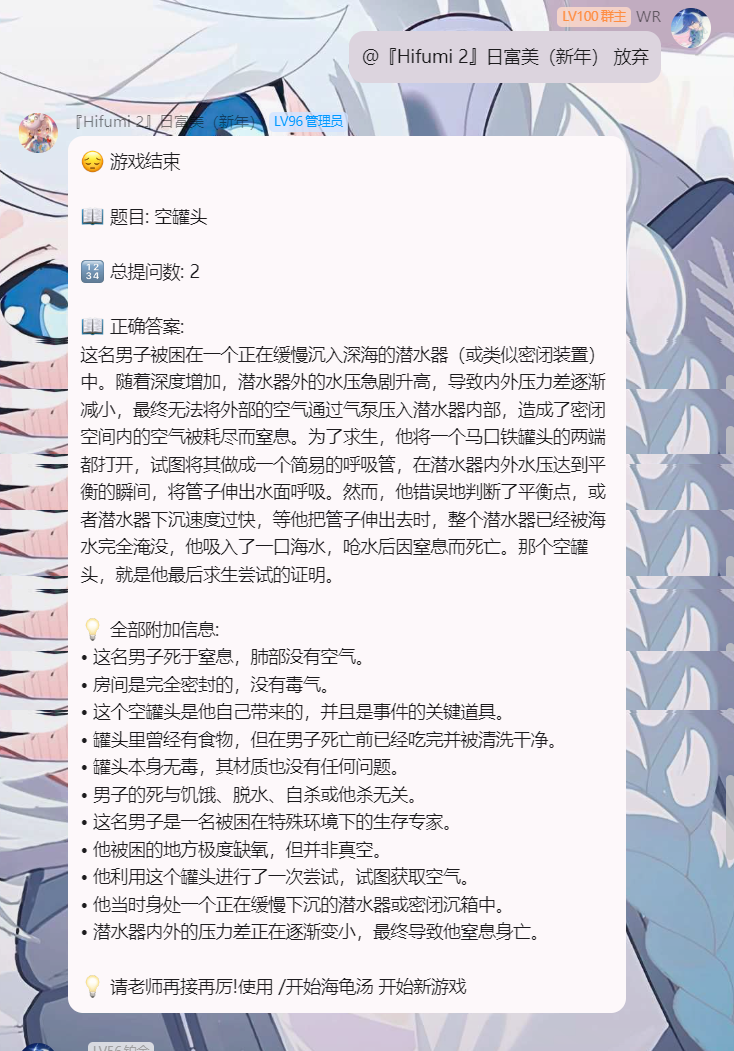 LV100 群主 WR
@『Hifumi 2』日富美（新年） 放弃
『Hifumi 2』日富美（新年） LV96 管理员
😔 游戏结束
📖 题目: 空罐头
🔢 总提问数: 2
📖 正确答案:
这名男子被困在一个正在缓慢沉入深海的潜水器（或类似密闭装置）
中。随着深度增加，潜水器外的水压急剧升高，导致内外压力差逐渐
减小，最终无法将外部的空气通过气泵压入潜水器内部，造成了密闭
空间内的空气被耗尽而窒息。为了求生，他将一个马口铁罐头的两端
都打开，试图将其做成一个简易的呼吸管，在潜水器内外水压达到平
衡的瞬间，将管子伸出水面呼吸。然而，他错误地判断了平衡点，或
者潜水器下沉速度过快，等他把管子伸出去时，整个潜水器已经被海
水完全淹没，他吸入了一口海水，呛水后因窒息而死亡。那个空罐
头，就是他最后求生尝试的证明。
💡 全部附加信息:
• 这名男子死于窒息，肺部没有空气。
• 房间是完全密封的，没有毒气。
• 这个空罐头是他自己带来的，并且是事件的关键道具。
• 罐头里曾经有食物，但在男子死亡前已经吃完并被清洗干净。
• 罐头本身无毒，其材质也没有任何问题。
• 男子的死与饥饿、脱水、自杀或他杀无关。
• 这名男子是一名被困在特殊环境下的生存专家。
• 他被困的地方极度缺氧，但并非真空。
• 他利用这个罐头进行了一次尝试，试图获取空气。
• 他当时身处一个正在缓慢下沉的潜水器或密闭沉箱中。
• 潜水器内外的压力差正在逐渐变小，最终导致他窒息身亡。
💡 请老师再接再厉!使用 /开始海龟汤 开始新游戏